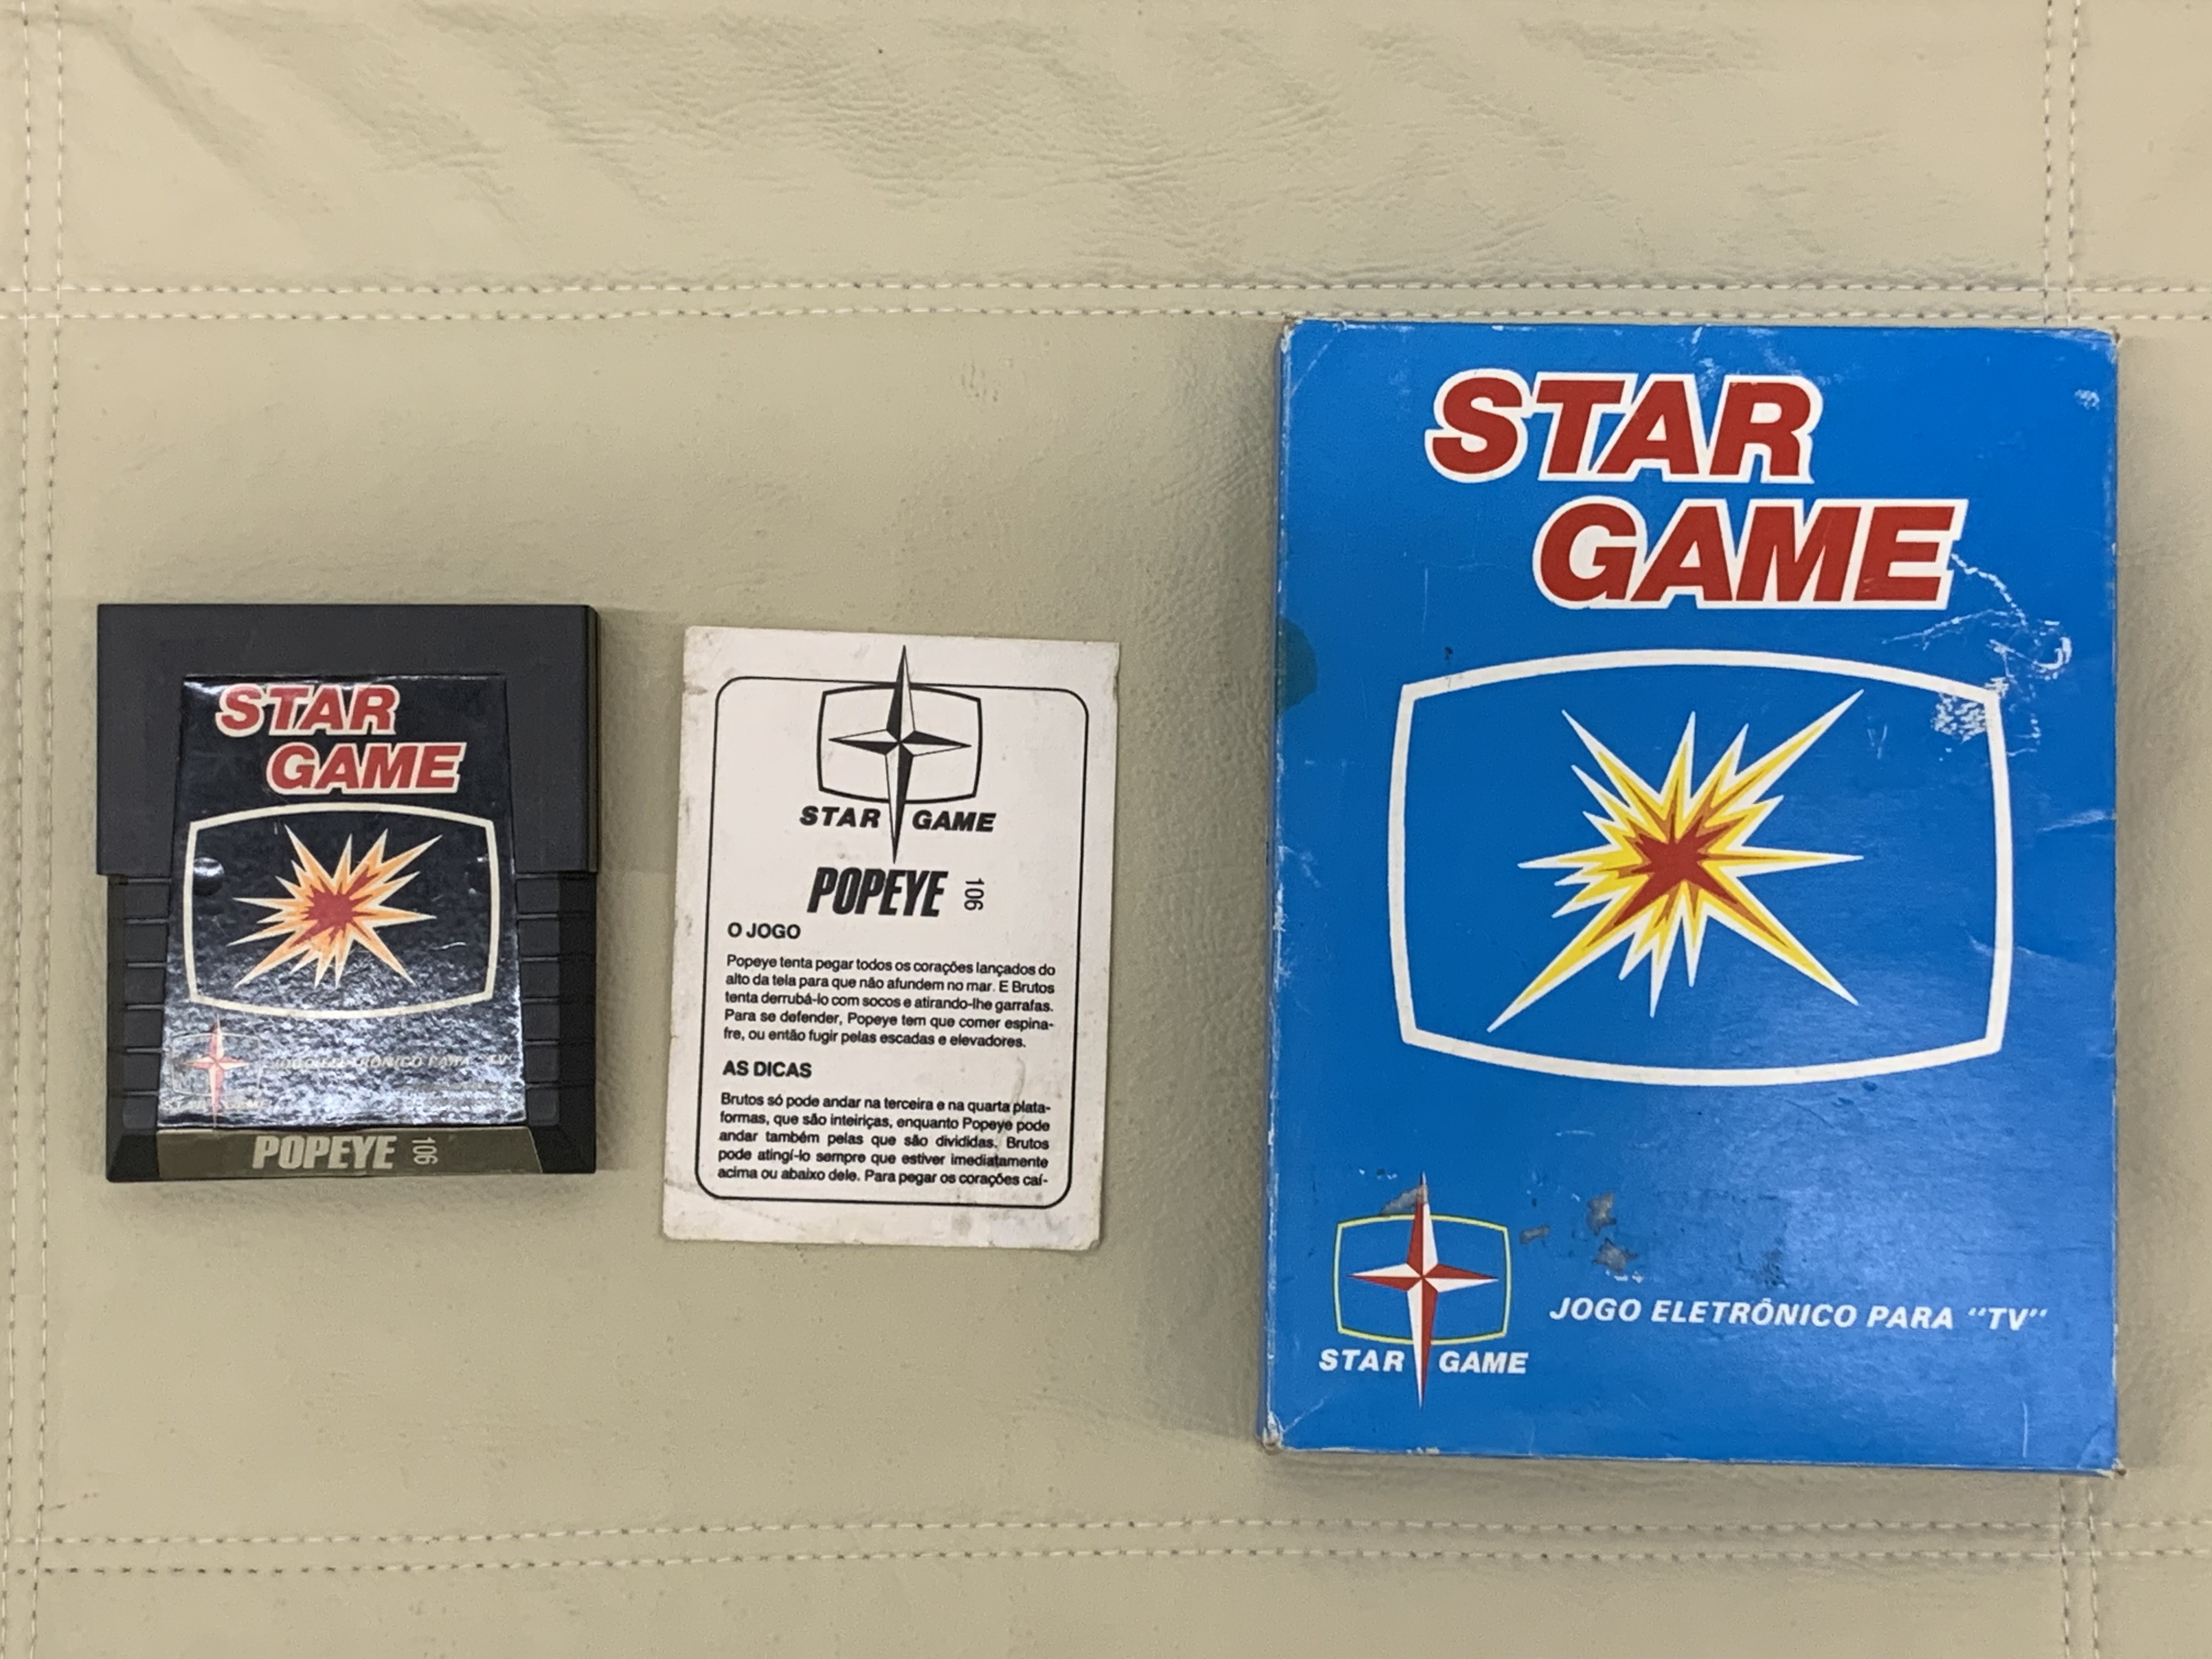 STAR
GAME
JOGO ELETRÔNICO PARA "TV"
POPEYE 106
STAR GAME
POPEYE 106
O JOGO
Popeye tenta pegar todos os corações lançados do
alto da tela para que não afundem no mar. E Brutos
tenta derrubá-lo com socos e atirando-lhe garrafas.
Para se defender, Popeye tem que comer espina-
fre, ou então fugir pelas escadas e elevadores.
AS DICAS
Brutos só pode andar na terceira e na quarta plata-
formas, que são inteiriças, enquanto Popeye pode
andar também pelas que são divididas. Brutos
pode atingí-lo sempre que estiver imediatamente
acima ou abaixo dele. Para pegar os corações caí-
STAR
GAME
JOGO ELETRÔNICO PARA "TV"
STAR GAME